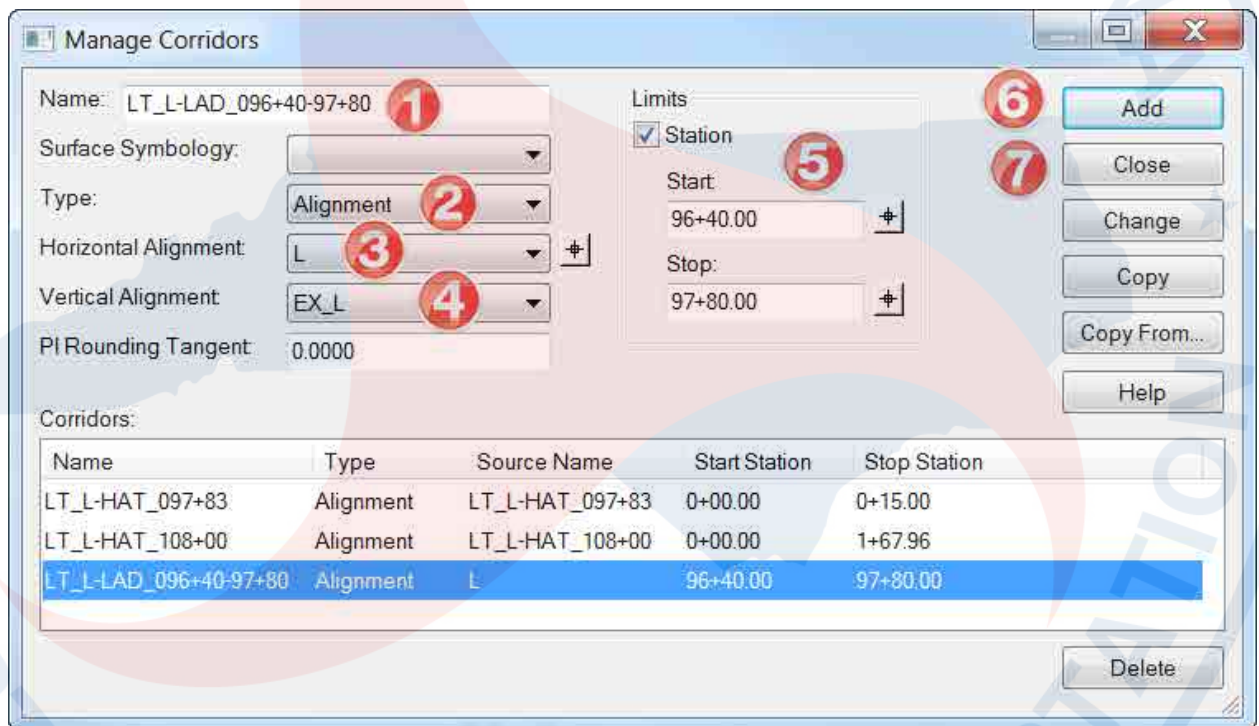 Manage Corridors
Name: LT_L-LAD_096+40-97+80 1
Surface Symbology:
Type: Alignment 2
Horizontal Alignment: L 3
Vertical Alignment: EX_L 4
PI Rounding Tangent: 0.0000
Limits
Station
5
Start:
96+40.00
Stop:
97+80.00
6 Add
7 Close
Change
Copy
Copy From...
Help
Corridors:
Name Type Source Name Start Station Stop Station
LT_L-HAT_097+83 Alignment LT_L-HAT_097+83 0+00.00 0+15.00
LT_L-HAT_108+00 Alignment LT_L-HAT_108+00 0+00.00 1+67.96
LT_L-LAD_096+40-97+80 Alignment L 96+40.00 97+80.00
Delete